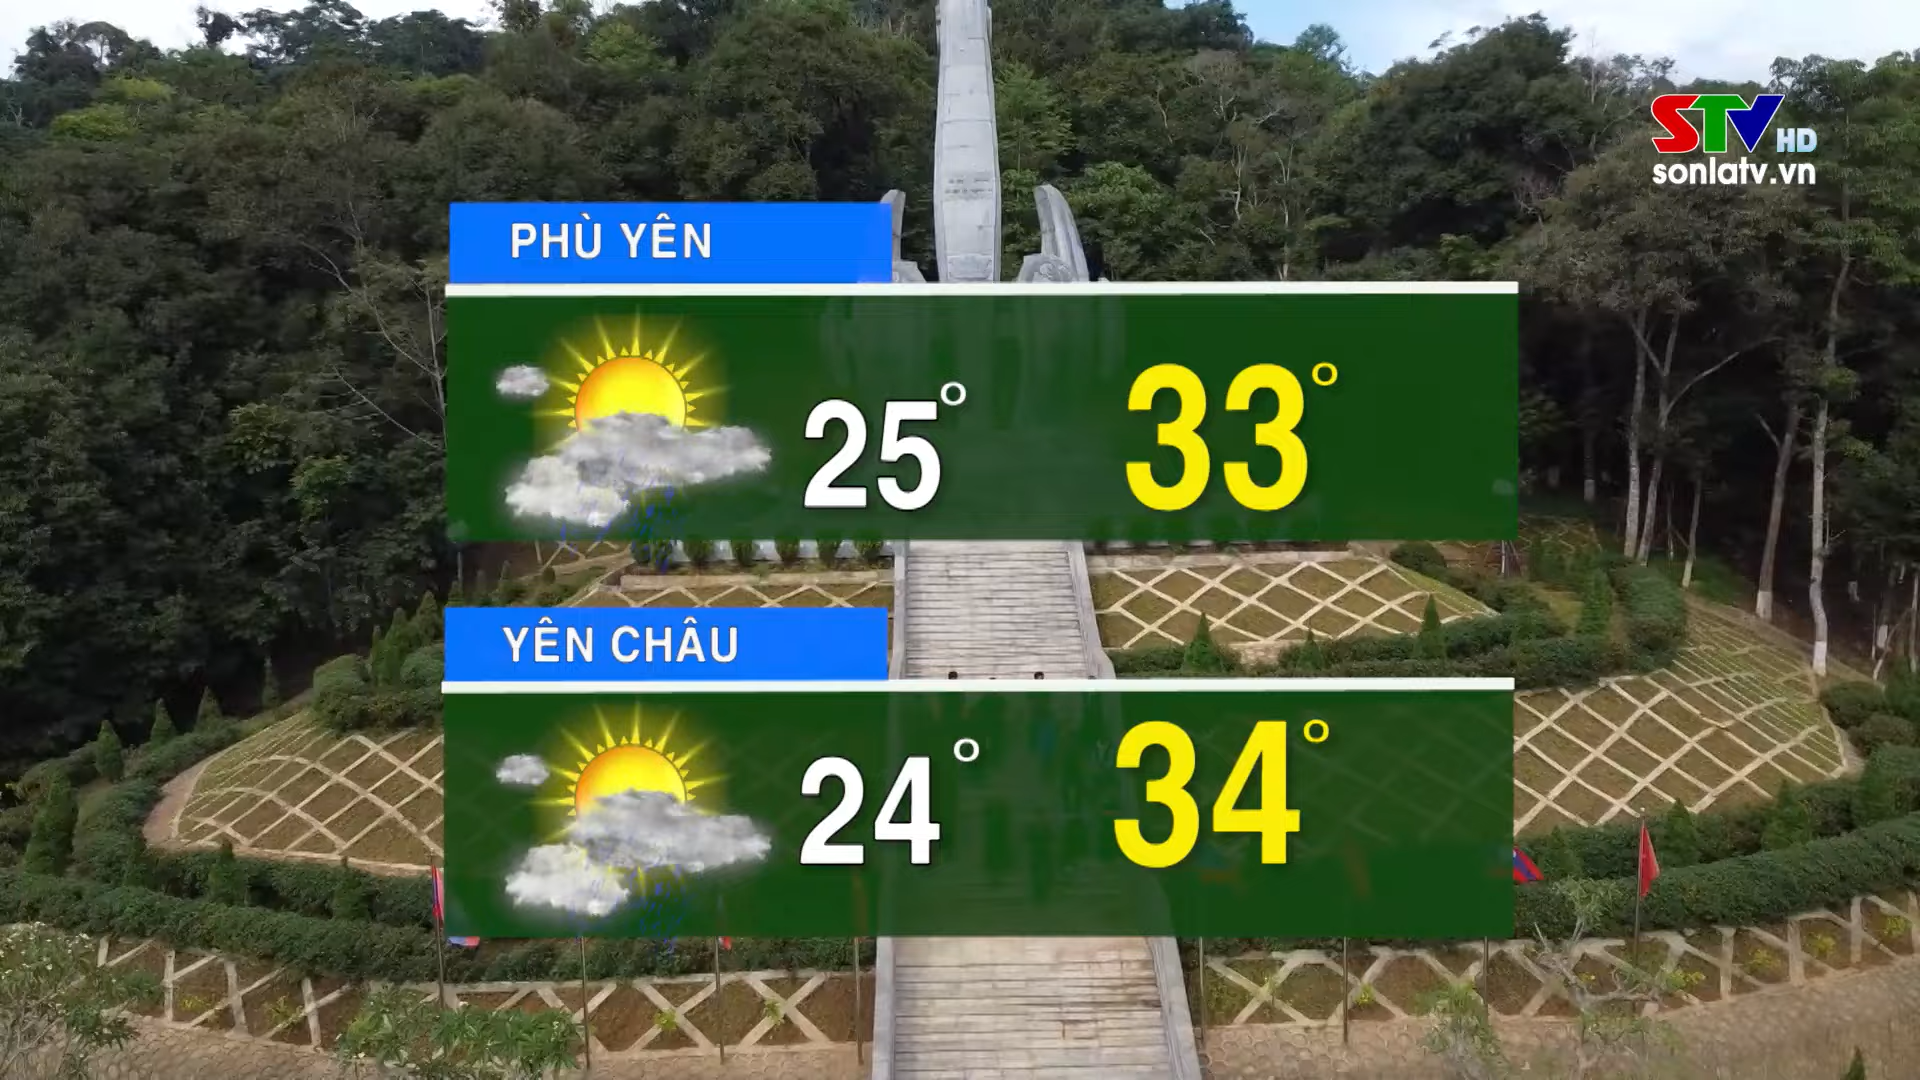 STV HD
sonlatv.vn
PHÙ YÊN
25° 33°
YÊN CHÂU
24° 34°